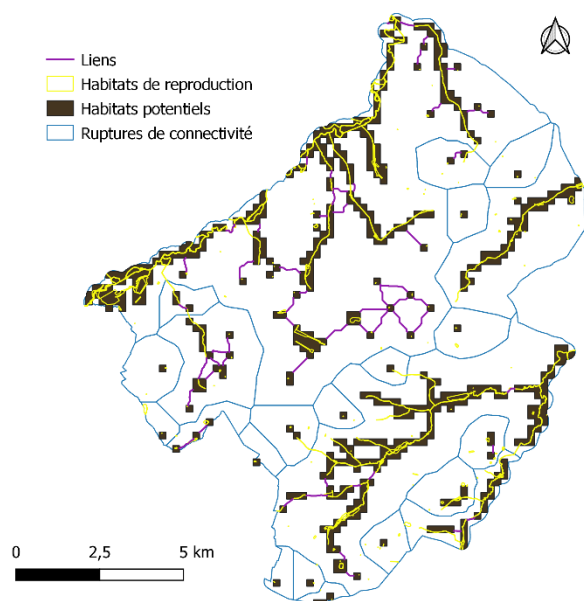 Liens
Habitats de reproduction
Habitats potentiels
Ruptures de connectivité
0 2,5 5 km